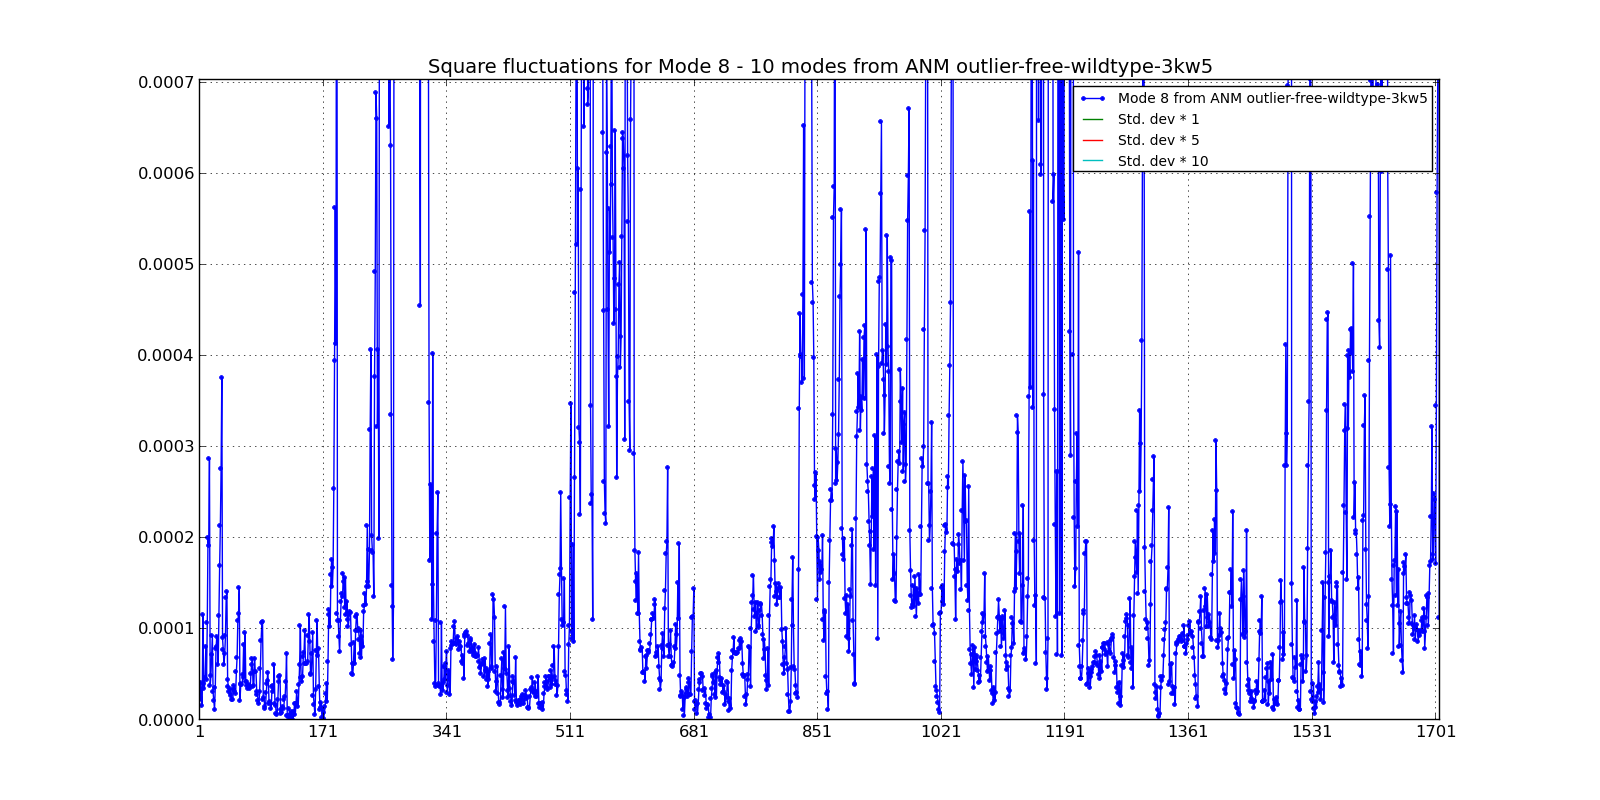 Square fluctuations for Mode 8 - 10 modes from ANM outlier-free-wildtype-3kw5
Mode 8 from ANM outlier-free-wildtype-3kw5
Std. dev * 1
Std. dev * 5
Std. dev * 10
0.0007
0.0006
0.0005
0.0004
0.0003
0.0002
0.0001
0.0000
1 171 341 511 681 851 1021 1191 1361 1531 1701